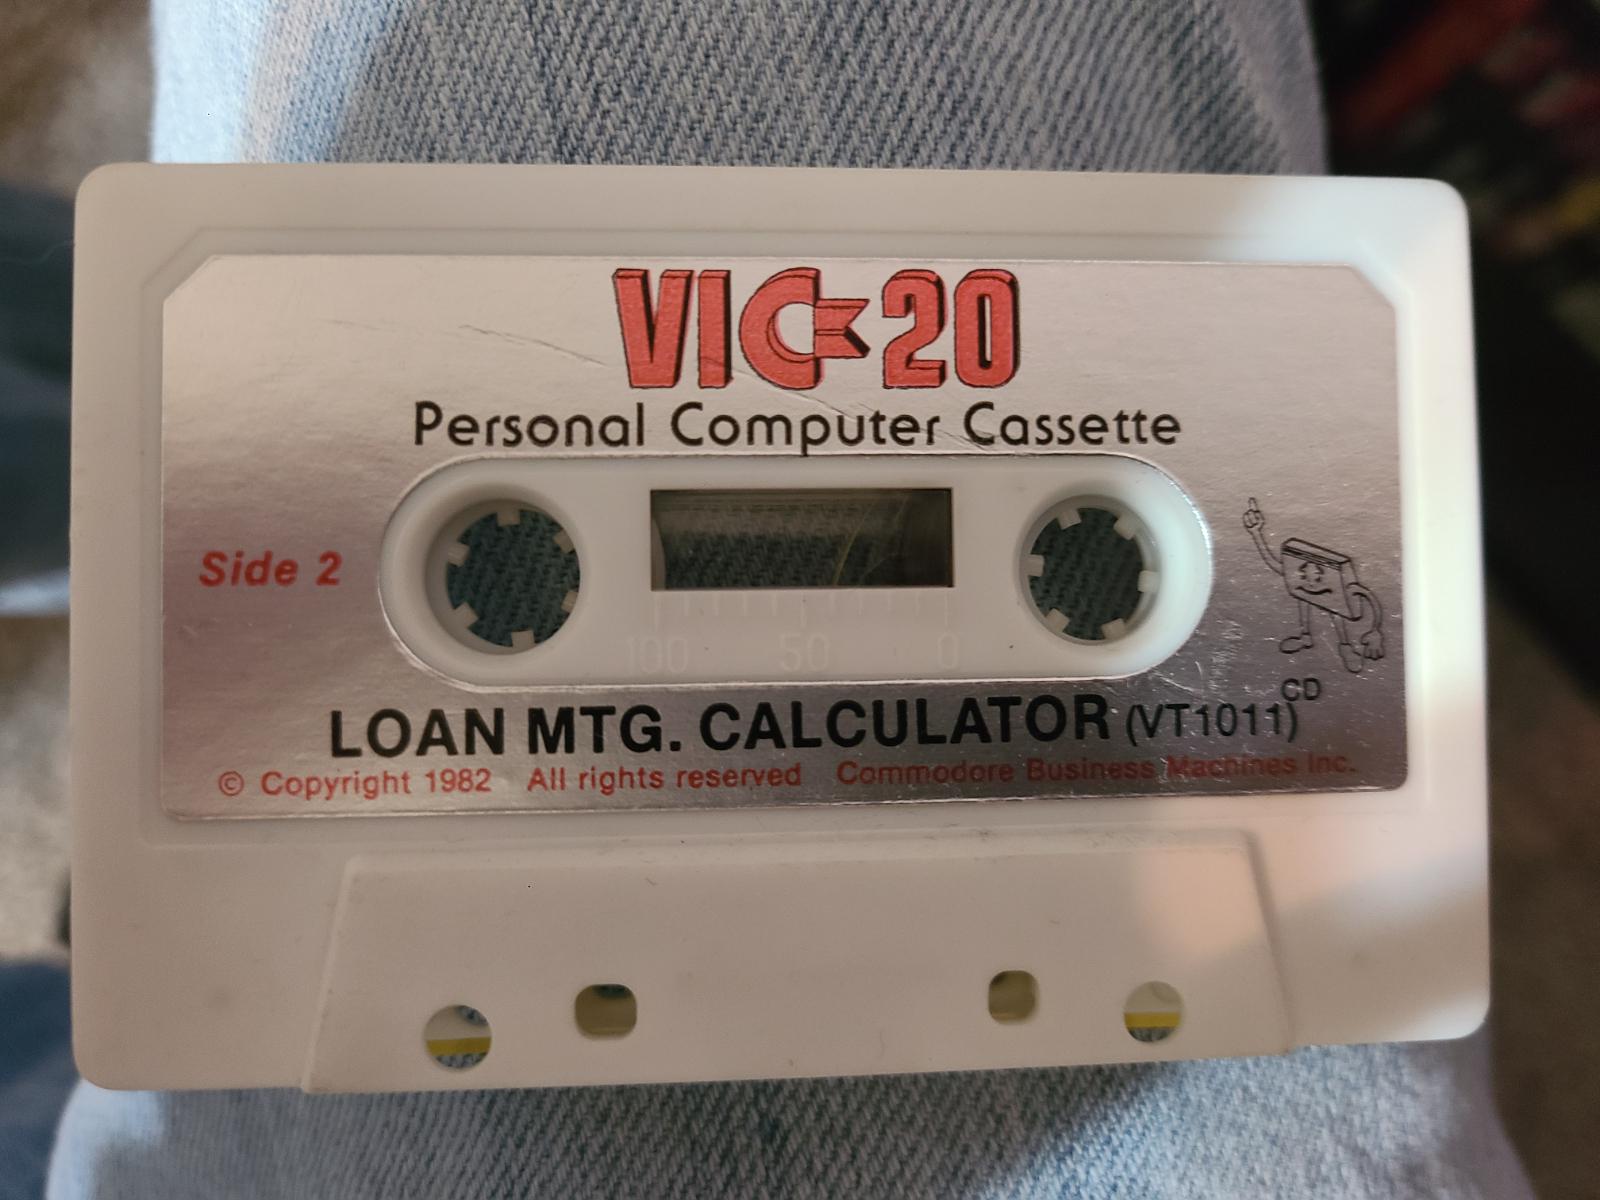 VIC 20
Personal Computer Cassette
Side 2
100 50 0
CD
LOAN MTG. CALCULATOR (VT1011)
© Copyright 1982 All rights reserved Commodore Business Machines Inc.